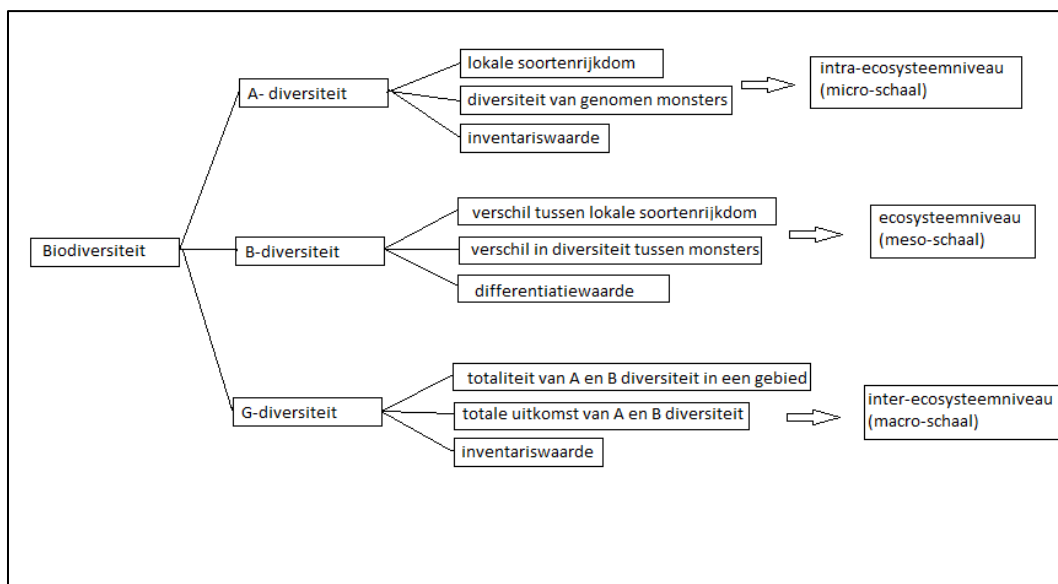 Biodiversiteit
A- diversiteit
lokale soortenrijkdom
diversiteit van genomen monsters
inventariswaarde
intra-ecosysteemniveau
(micro-schaal)
B-diversiteit
verschil tussen lokale soortenrijkdom
verschil in diversiteit tussen monsters
differentiatiewaarde
ecosysteemniveau
(meso-schaal)
G-diversiteit
totaliteit van A en B diversiteit in een gebied
totale uitkomst van A en B diversiteit
inventariswaarde
inter-ecosysteemniveau
(macro-schaal)